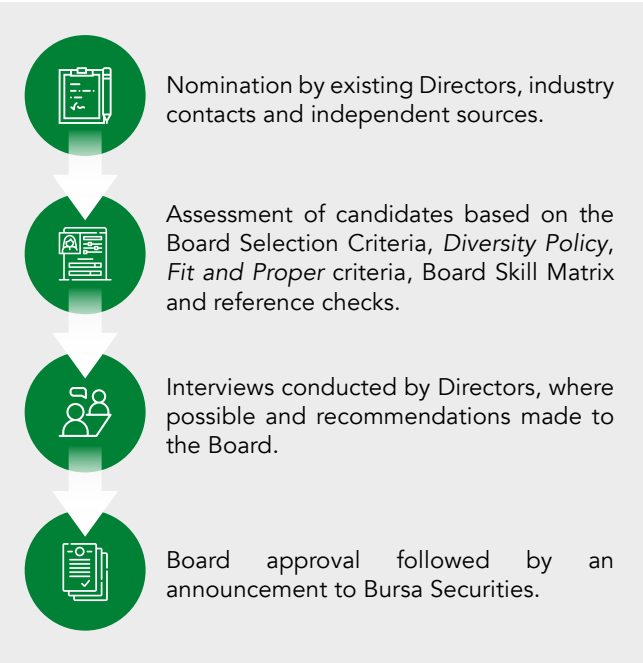 Nomination by existing Directors, industry
contacts and independent sources.
Assessment of candidates based on the
Board Selection Criteria, Diversity Policy,
Fit and Proper criteria, Board Skill Matrix
and reference checks.
Interviews conducted by Directors, where
possible and recommendations made to
the Board.
Board approval followed by an
announcement to Bursa Securities.